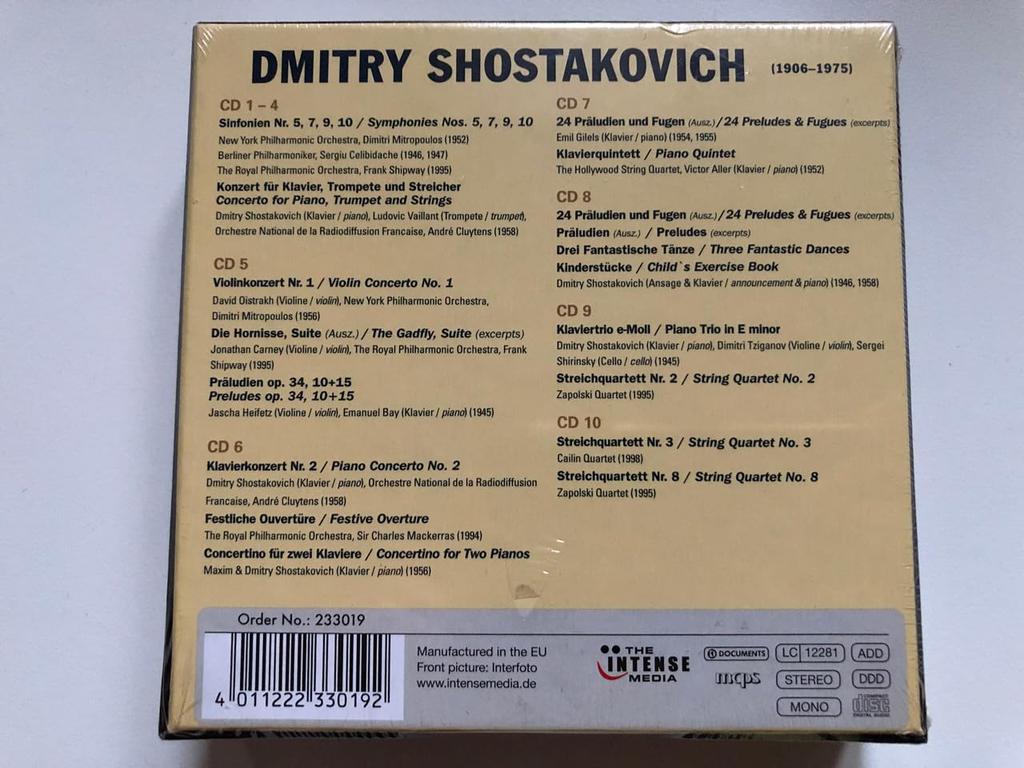 DMITRY SHOSTAKOVICH (1906–1975)
CD 1 – 4
Sinfonien Nr. 5, 7, 9, 10 / Symphonies Nos. 5, 7, 9, 10
New York Philharmonic Orchestra, Dimitri Mitropoulos (1952)
Berliner Philharmoniker, Sergiu Celibidache (1946, 1947)
The Royal Philharmonic Orchestra, Frank Shipway (1995)
Konzert für Klavier, Trompete und Streicher
Concerto for Piano, Trumpet and Strings
Dmitry Shostakovich (Klavier / piano), Ludovic Vaillant (Trompete / trumpet),
Orchestre National de la Radiodiffusion Francaise, André Cluytens (1958)
CD 5
Violinkonzert Nr. 1 / Violin Concerto No. 1
David Oistrakh (Violine / violin), New York Philharmonic Orchestra,
Dimitri Mitropoulos (1956)
Die Hornisse, Suite (Ausz.) / The Gadfly, Suite (excerpts)
Jonathan Carney (Violine / violin), The Royal Philharmonic Orchestra, Frank
Shipway (1995)
Präludien op. 34, 10+15
Preludes op. 34, 10+15
Jascha Heifetz (Violine / violin), Emanuel Bay (Klavier / piano) (1945)
CD 6
Klavierkonzert Nr. 2 / Piano Concerto No. 2
Dmitry Shostakovich (Klavier / piano), Orchestre National de la Radiodiffusion
Francaise, André Cluytens (1958)
Festliche Ouvertüre / Festive Overture
The Royal Philharmonic Orchestra, Sir Charles Mackerras (1994)
Concertino für zwei Klaviere / Concertino for Two Pianos
Maxim & Dmitry Shostakovich (Klavier / piano) (1956)
CD 7
24 Präludien und Fugen (Ausz.) / 24 Preludes & Fugues (excerpts)
Emil Gilels (Klavier / piano) (1954, 1955)
Klavierquintett / Piano Quintet
The Hollywood String Quartet, Victor Aller (Klavier / piano) (1952)
CD 8
24 Präludien und Fugen (Ausz.) / 24 Preludes & Fugues (excerpts)
Präludien (Ausz.) / Preludes (excerpts)
Drei Fantastische Tänze / Three Fantastic Dances
Kinderstücke / Child`s Exercise Book
Dmitry Shostakovich (Ansage & Klavier / announcement & piano) (1946, 1958)
CD 9
Klaviertrio e-Moll / Piano Trio in E minor
Dmitry Shostakovich (Klavier / piano), Dimitri Tziganov (Violine / violin), Sergei
Shirinsky (Cello / cello) (1945)
Streichquartett Nr. 2 / String Quartet No. 2
Zapolski Quartet (1995)
CD 10
Streichquartett Nr. 3 / String Quartet No. 3
Cailin Quartet (1998)
Streichquartett Nr. 8 / String Quartet No. 8
Zapolski Quartet (1995)
Order No.: 233019
4 011222 330192
Manufactured in the EU
Front picture: Interfoto
www.intensemedia.de
THE
INTENSE
MEDIA
DOCUMENTS
mcps
LC 12281
ADD
STEREO
DDD
MONO
COMPACT
disc
DIGITAL AUDIO